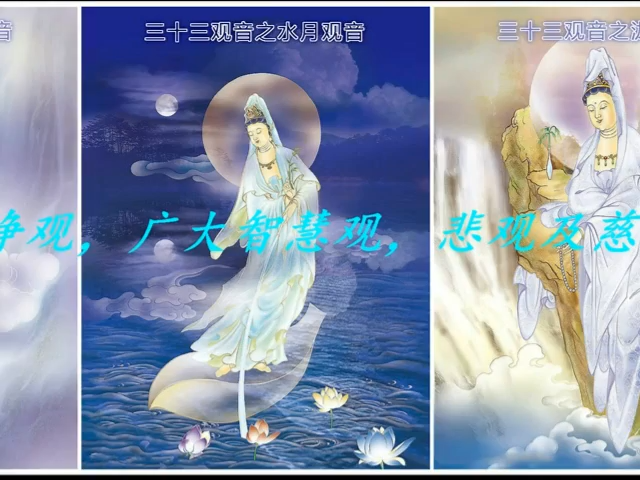 音
三十三观音之水月观音
三十三观音之
净观，广大智慧观，悲观及慈